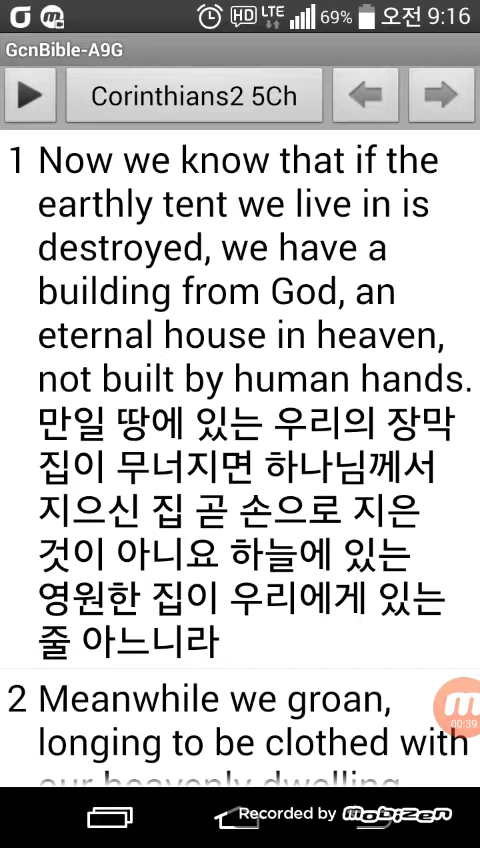 HD LTE 69% 오전 9:16
GcnBible-A9G
Corinthians2 5Ch
1 Now we know that if the
earthly tent we live in is
destroyed, we have a
building from God, an
eternal house in heaven,
not built by human hands.
만일 땅에 있는 우리의 장막
집이 무너지면 하나님께서
지으신 집 곧 손으로 지은
것이 아니요 하늘에 있는
영원한 집이 우리에게 있는
줄 아느니라
2 Meanwhile we groan,
longing to be clothed with
our heavenly dwelling
00:39
Recorded by Mobizen